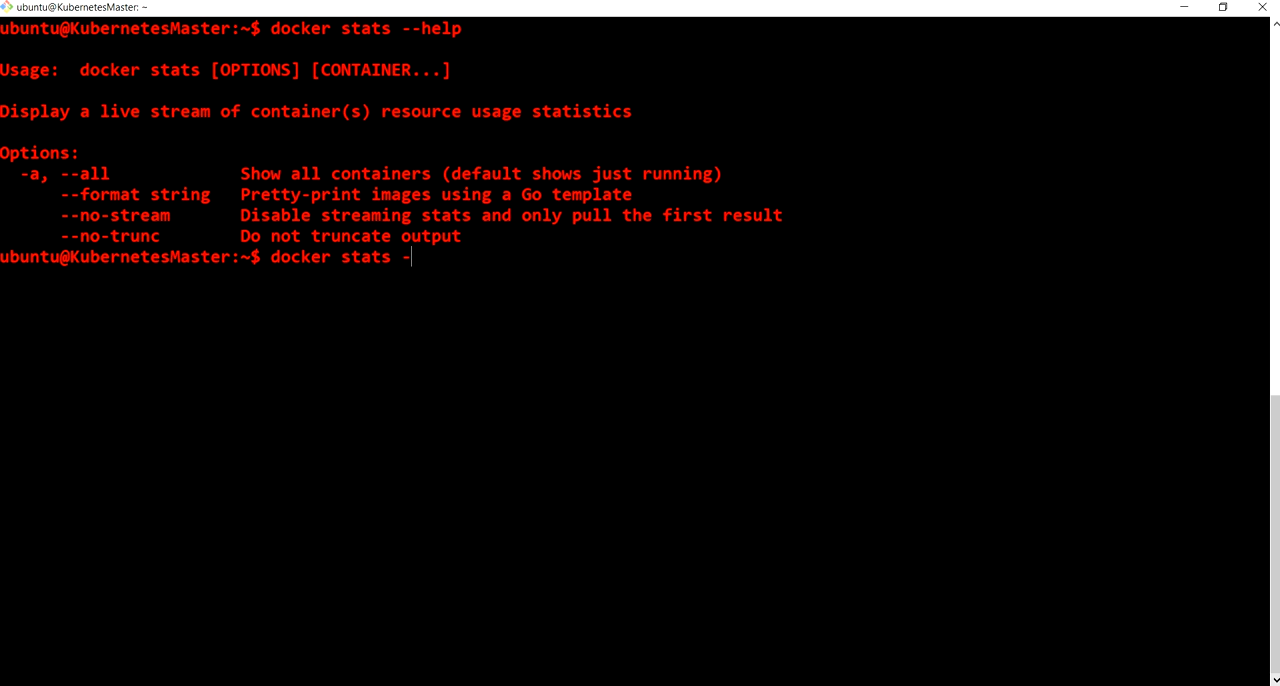 ubuntu@KubernetesMaster: ~
ubuntu@KubernetesMaster:~$ docker stats --help
Usage:  docker stats [OPTIONS] [CONTAINER...]
Display a live stream of container(s) resource usage statistics
Options:
  -a, --all             Show all containers (default shows just running)
      --format string   Pretty-print images using a Go template
      --no-stream       Disable streaming stats and only pull the first result
      --no-trunc        Do not truncate output
ubuntu@KubernetesMaster:~$ docker stats -